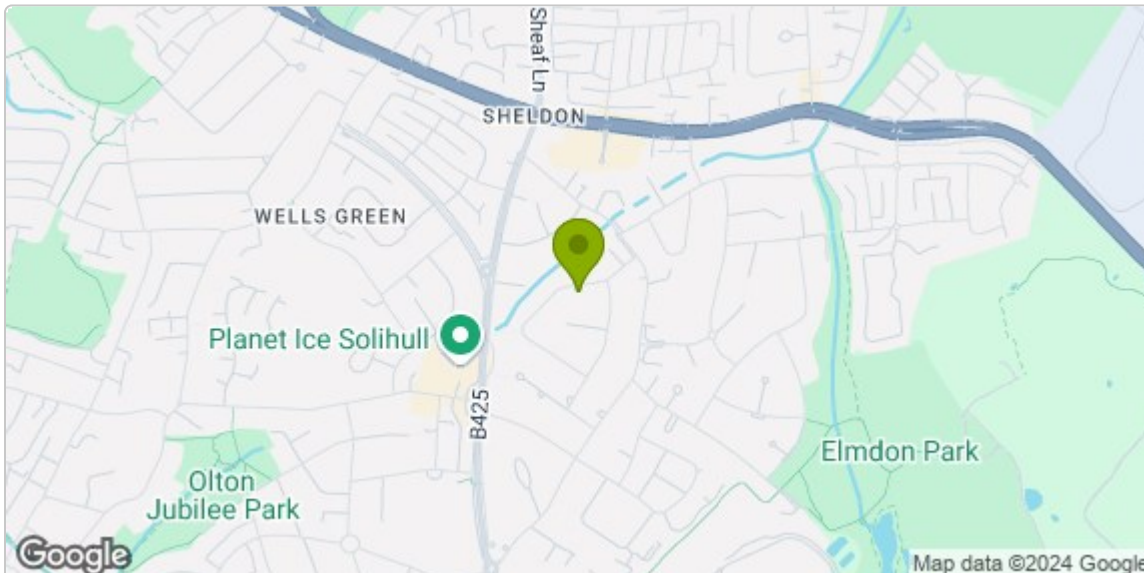 Sheaf Ln
SHELDON
WELLS GREEN
Planet Ice Solihull
B425
Elmdon Park
Olton
Jubilee Park
Google
Map data ©2024 Google